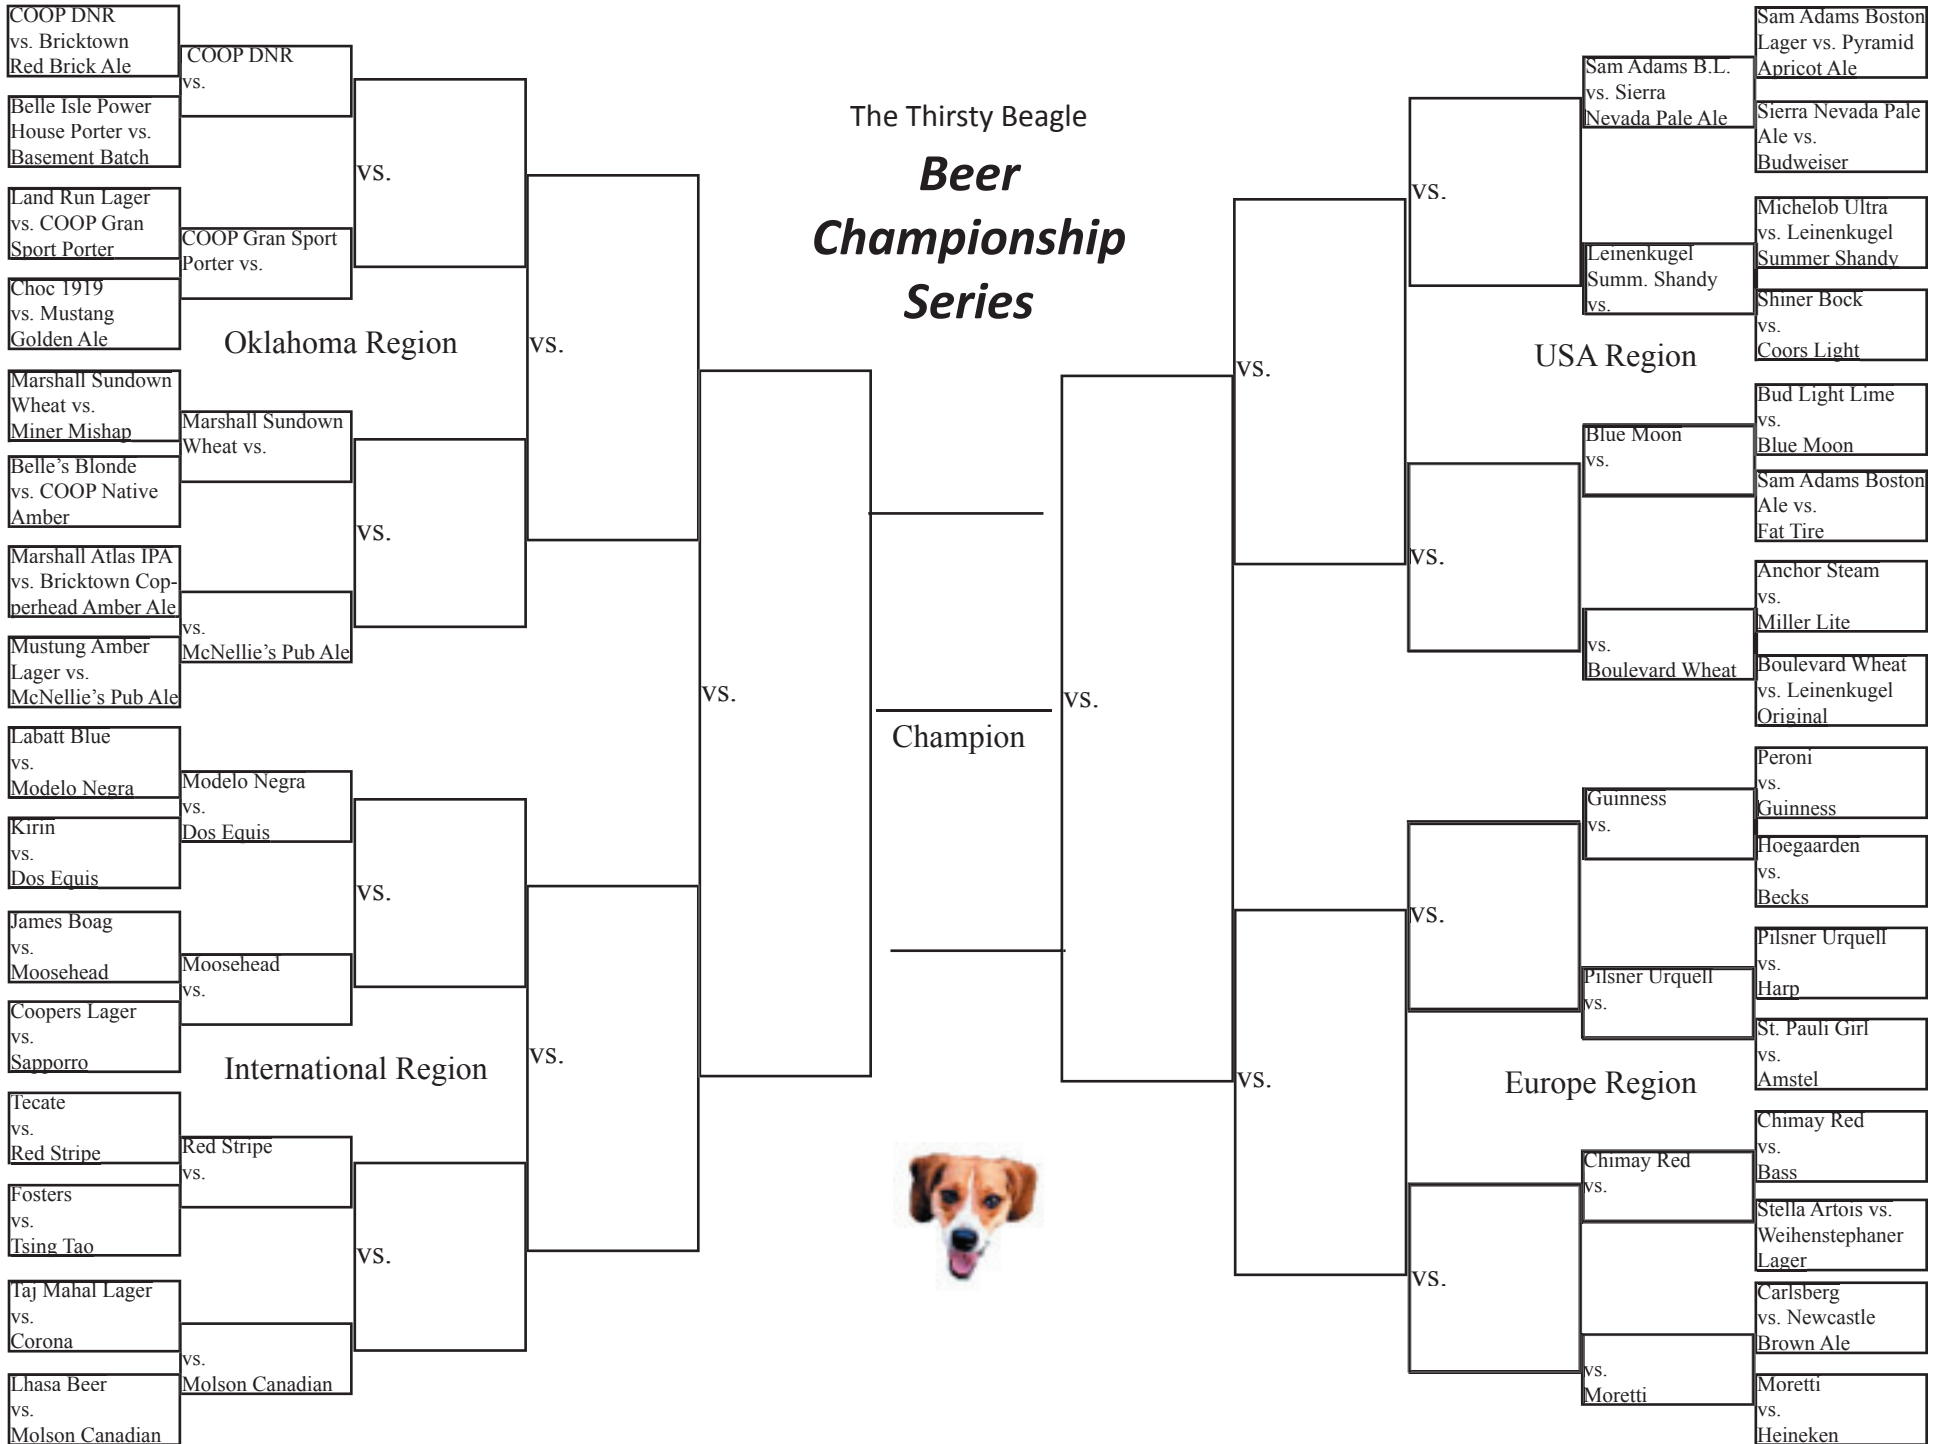 COOP DNR
vs. Bricktown
Red Brick Ale
Belle Isle Power
House Porter vs.
Basement Batch
Land Run Lager
vs. COOP Gran
Sport Porter
Choc 1919
vs. Mustang
Golden Ale
Marshall Sundown
Wheat vs.
Miner Mishap
Belle’s Blonde
vs. COOP Native
Amber
Marshall Atlas IPA
vs. Bricktown Cop-
perhead Amber Ale
Mustung Amber
Lager vs.
McNellie’s Pub Ale
Labatt Blue
vs.
Modelo Negra
Kirin
vs.
Dos Equis
James Boag
vs.
Moosehead
Coopers Lager
vs.
Sapporro
Tecate
vs.
Red Stripe
Fosters
vs.
Tsing Tao
Taj Mahal Lager
vs.
Corona
Lhasa Beer
vs.
Molson Canadian
COOP DNR
vs.
COOP Gran Sport
Porter vs.
Oklahoma Region
Marshall Sundown
Wheat vs.
vs.
McNellie’s Pub Ale
Modelo Negra
vs.
Dos Equis
Moosehead
vs.
International Region
Red Stripe
vs.
vs.
Molson Canadian
vs.
vs.
vs.
vs.
vs.
vs.
vs.
The Thirsty Beagle
Beer
Championship
Series
Champion
vs.
vs.
vs.
vs.
vs.
vs.
vs.
Sam Adams B.L.
vs. Sierra
Nevada Pale Ale
Leinenkugel
Summ. Shandy
vs.
USA Region
Blue Moon
vs.
vs.
Boulevard Wheat
Guinness
vs.
Pilsner Urquell
vs.
Europe Region
Chimay Red
vs.
vs.
Moretti
Sam Adams Boston
Lager vs. Pyramid
Apricot Ale
Sierra Nevada Pale
Ale vs.
Budweiser
Michelob Ultra
vs. Leinenkugel
Summer Shandy
Shiner Bock
vs.
Coors Light
Bud Light Lime
vs.
Blue Moon
Sam Adams Boston
Ale vs.
Fat Tire
Anchor Steam
vs.
Miller Lite
Boulevard Wheat
vs. Leinenkugel
Original
Peroni
vs.
Guinness
Hoegaarden
vs.
Becks
Pilsner Urquell
vs.
Harp
St. Pauli Girl
vs.
Amstel
Chimay Red
vs.
Bass
Stella Artois vs.
Weihenstephaner
Lager
Carlsberg
vs. Newcastle
Brown Ale
Moretti
vs.
Heineken